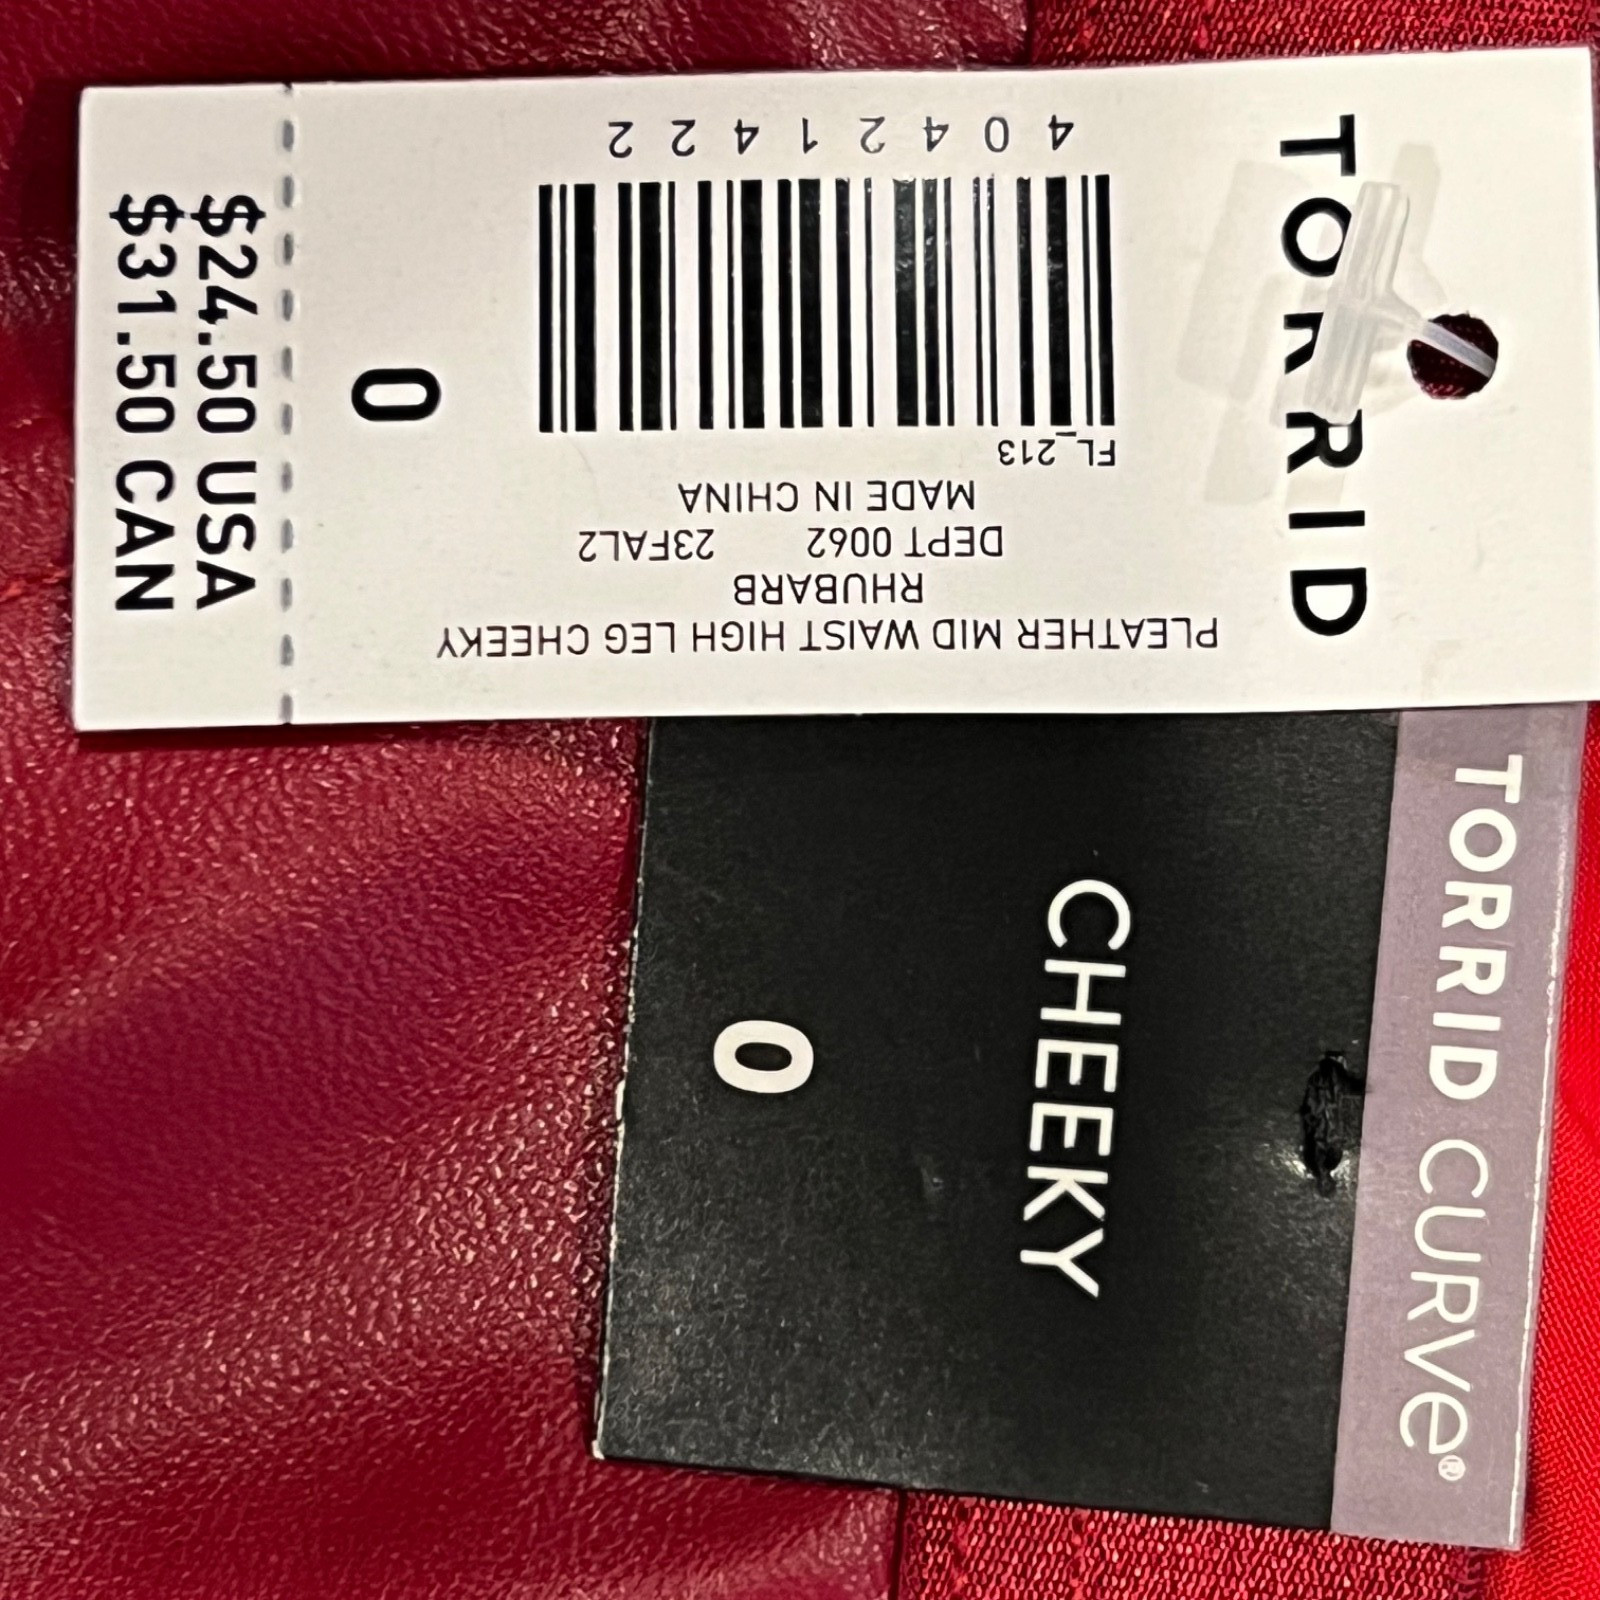 TORRID
PLEATHER MID WAIST HIGH LEG CHEEKY
RHUBARB
DEPT 0062 23FAL2
MADE IN CHINA
FL_213
4 0 4 2 1 4 2 2
0
$24.50 USA
$31.50 CAN
TORRID CURVE®
CHEEKY
0